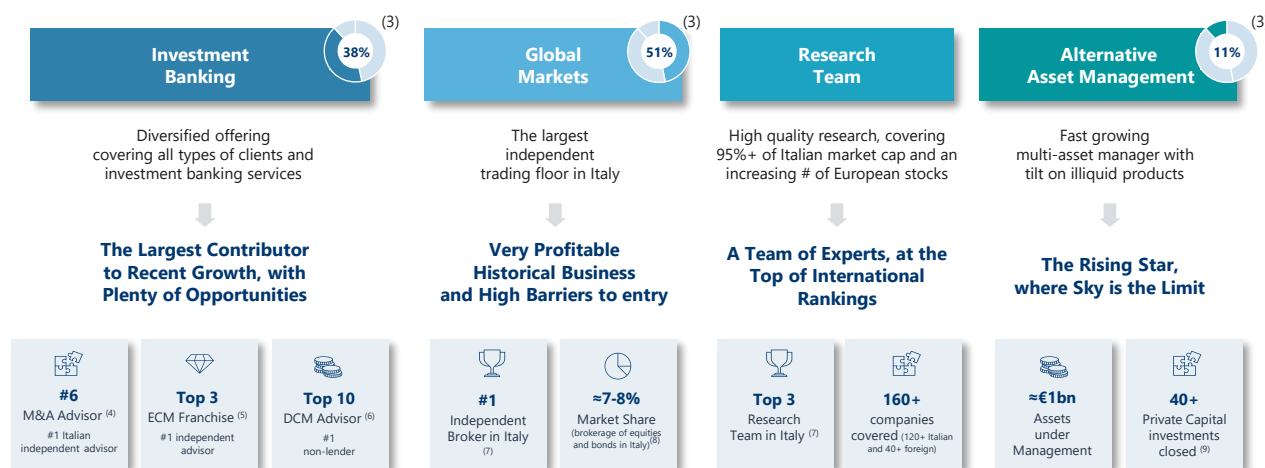 Investment
Banking
38%
(3)
Global
Markets
51%
(3)
Research
Team
Alternative
Asset Management
11%
(3
Diversified offering
covering all types of clients and
investment banking services
The largest
independent
trading floor in Italy
High quality research, covering
95%+ of Italian market cap and an
increasing # of European stocks
Fast growing
multi-asset manager with
tilt on illiquid products
The Largest Contributor
to Recent Growth, with
Plenty of Opportunities
Very Profitable
Historical Business
and High Barriers to entry
A Team of Experts, at the
Top of International
Rankings
The Rising Star,
where Sky is the Limit
#6
M&A Advisor (4)
#1 Italian
independent advisor
Top 3
ECM Franchise (5)
#1 independent
advisor
Top 10
DCM Advisor (6)
#1
non-lender
#1
Independent
Broker in Italy
(7)
≈7-8%
Market Share
(brokerage of equities
and bonds in Italy)(8)
Top 3
Research
Team in Italy (7)
160+
companies
covered (120+ Italian
and 40+ foreign)
≈€1bn
Assets
under
Management
40+
Private Capital
investments
closed (9)